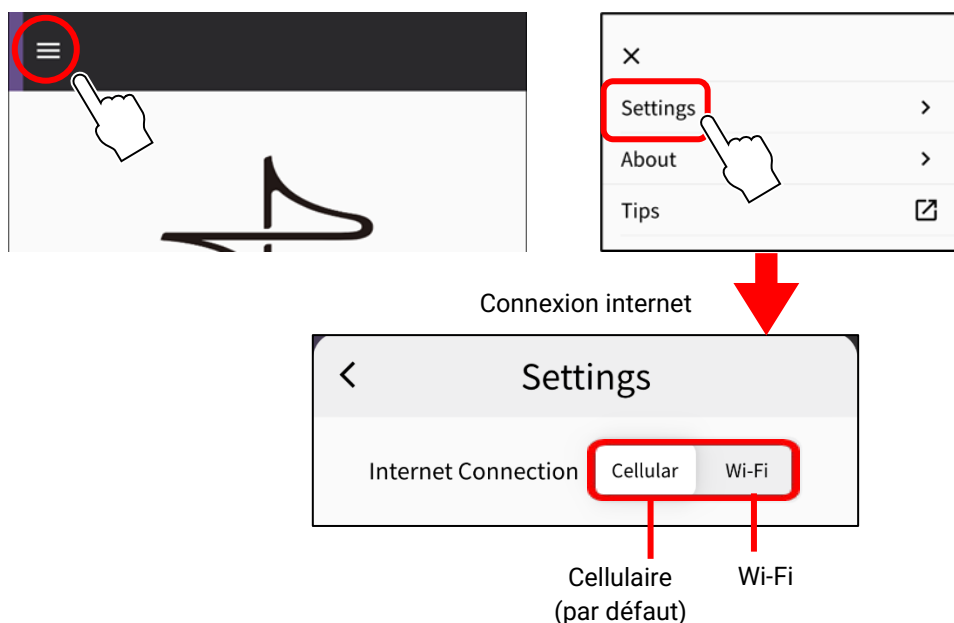 Settings
About
Tips
Connexion internet
Settings
Internet Connection Cellular Wi-Fi
Cellulaire Wi-Fi
(par défaut)